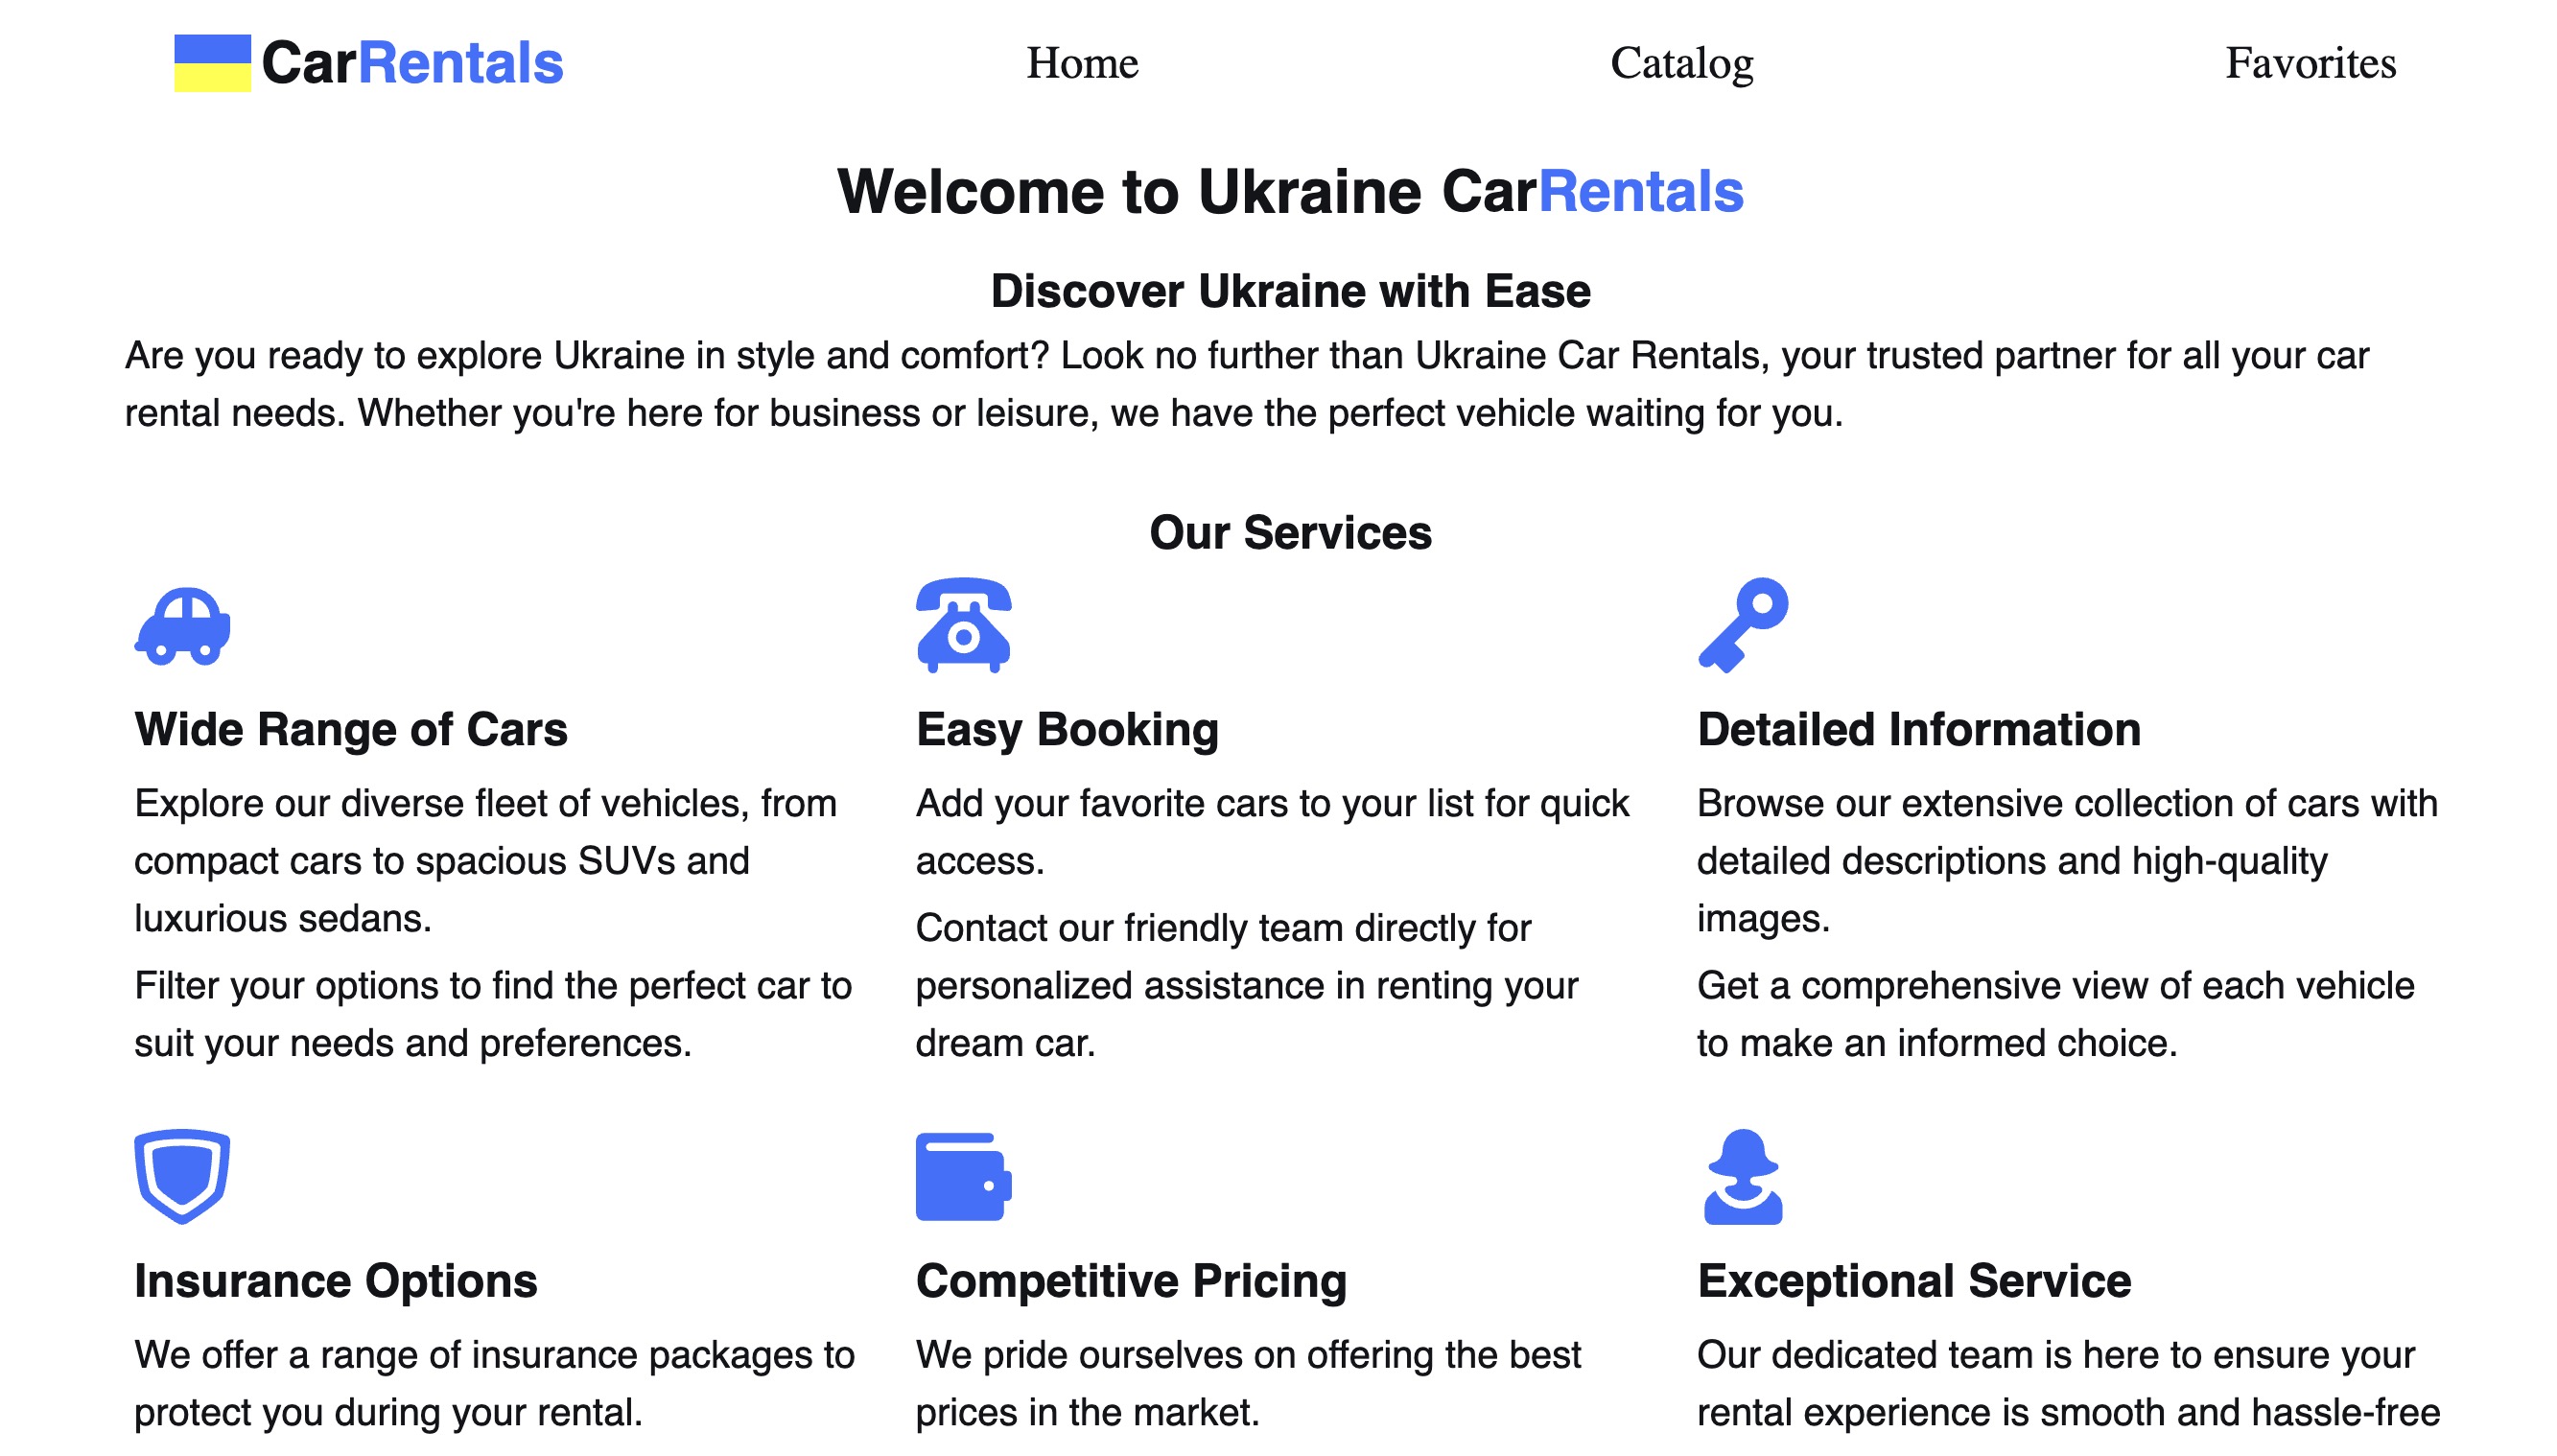 CarRentals
Home
Catalog
Favorites
Welcome to Ukraine CarRentals
Discover Ukraine with Ease
Are you ready to explore Ukraine in style and comfort? Look no further than Ukraine Car Rentals, your trusted partner for all your car
rental needs. Whether you're here for business or leisure, we have the perfect vehicle waiting for you.
Our Services
Wide Range of Cars
Explore our diverse fleet of vehicles, from
compact cars to spacious SUVs and
luxurious sedans.
Filter your options to find the perfect car to
suit your needs and preferences.
Easy Booking
Add your favorite cars to your list for quick
access.
Contact our friendly team directly for
personalized assistance in renting your
dream car.
Detailed Information
Browse our extensive collection of cars with
detailed descriptions and high-quality
images.
Get a comprehensive view of each vehicle
to make an informed choice.
Insurance Options
We offer a range of insurance packages to
protect you during your rental.
Competitive Pricing
We pride ourselves on offering the best
prices in the market.
Exceptional Service
Our dedicated team is here to ensure your
rental experience is smooth and hassle-free